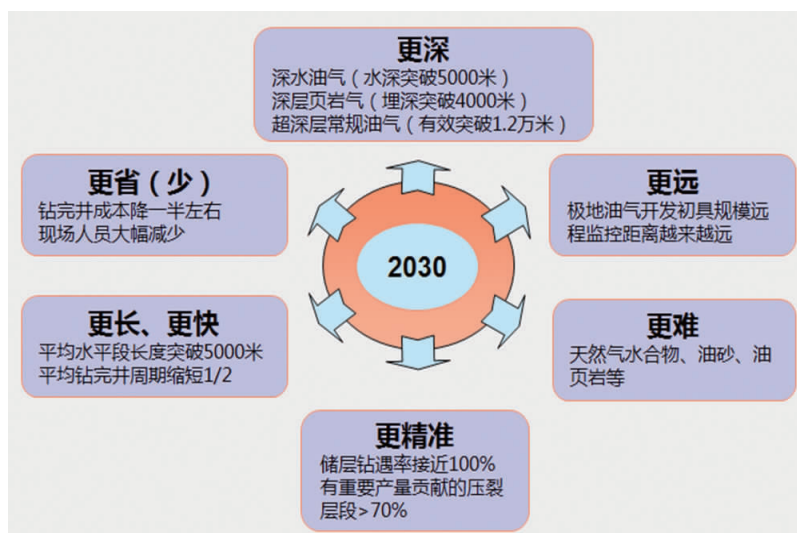 更深
深水油气（水深突破5000米）
深层页岩气（埋深突破4000米）
超深层常规油气（有效突破1.2万米）
更省（少）
钻完井成本降一半左右
现场人员大幅减少
更远
极地油气开发初具规模远
程监控距离越来越远
2030
更长、更快
平均水平段长度突破5000米
平均钻完井周期缩短1/2
更难
天然气水合物、油砂、油
页岩等
更精准
储层钻遇率接近100%
有重要产量贡献的压裂
层段>70%